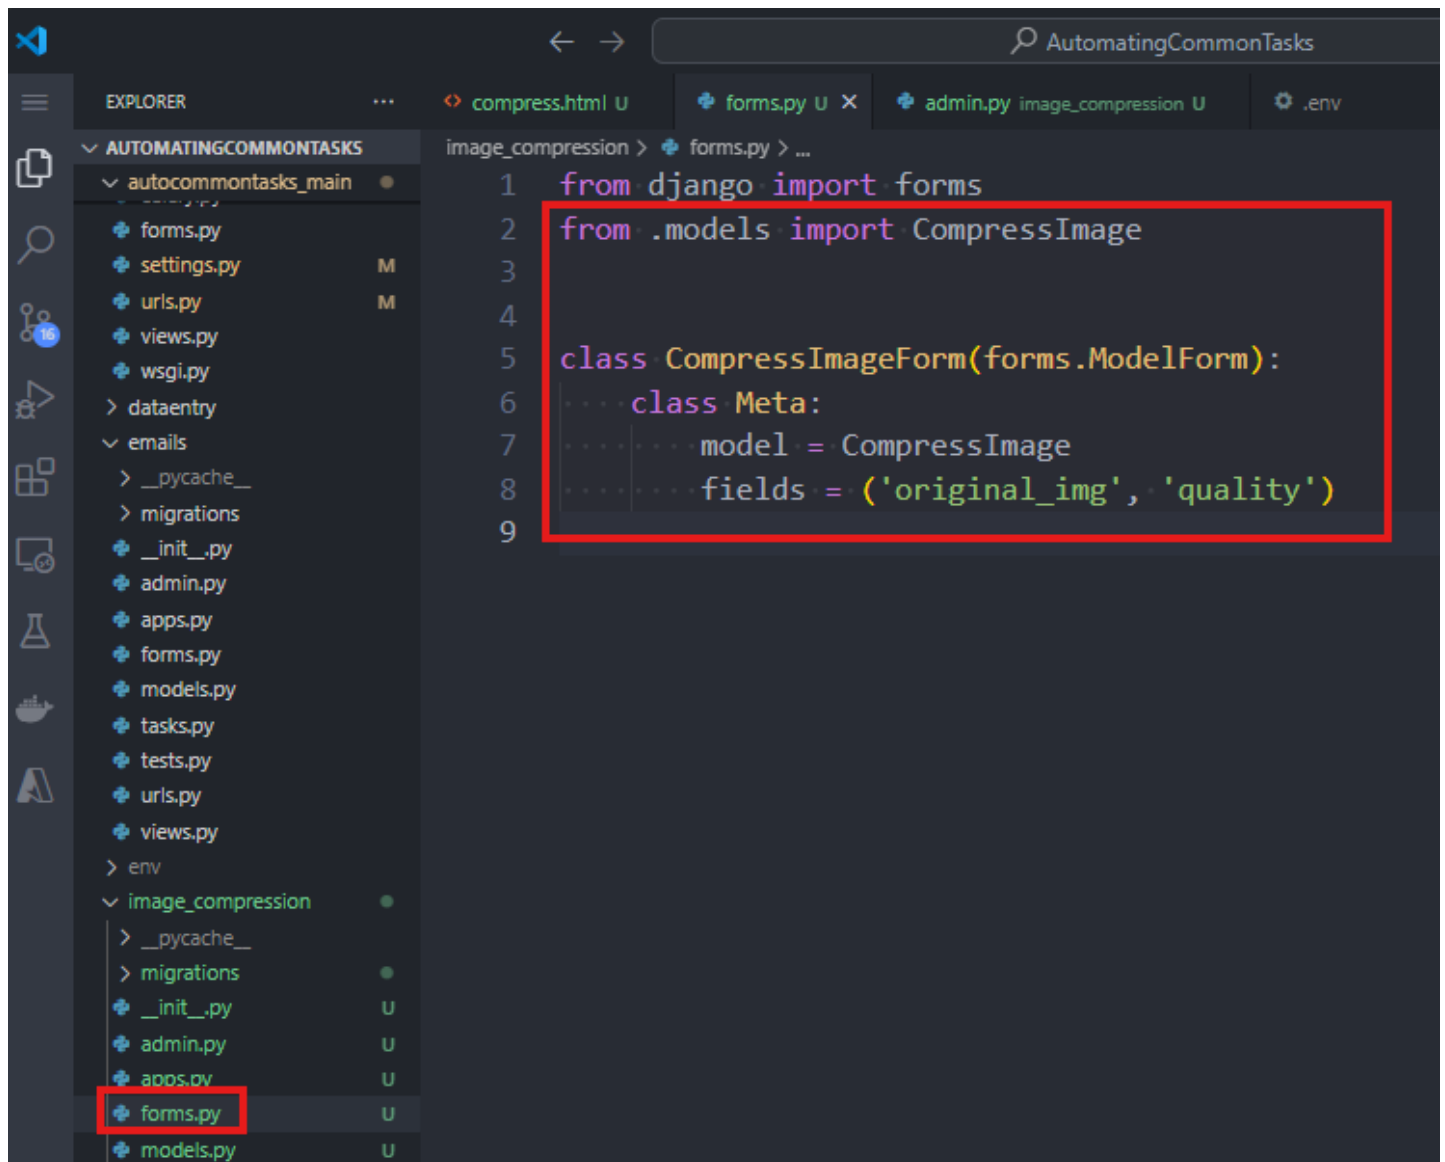 AutomatingCommonTasks
EXPLORER ...
compress.html U
forms.py U
admin.py image_compression U
.env
AUTOMATINGCOMMONTASKS
image_compression > forms.py > ...
autocommontasks_main
forms.py
settings.py M
urls.py M
views.py
wsgi.py
dataentry
emails
__pycache__
migrations
__init__.py
admin.py
apps.py
forms.py
models.py
tasks.py
tests.py
urls.py
views.py
env
image_compression
__pycache__
migrations
__init__.py U
admin.py U
apps.py U
forms.py U
models.py U
16
1 from django import forms
2 from .models import CompressImage
3
4
5 class CompressImageForm(forms.ModelForm):
6 class Meta:
7 model = CompressImage
8 fields = ('original_img', 'quality')
9